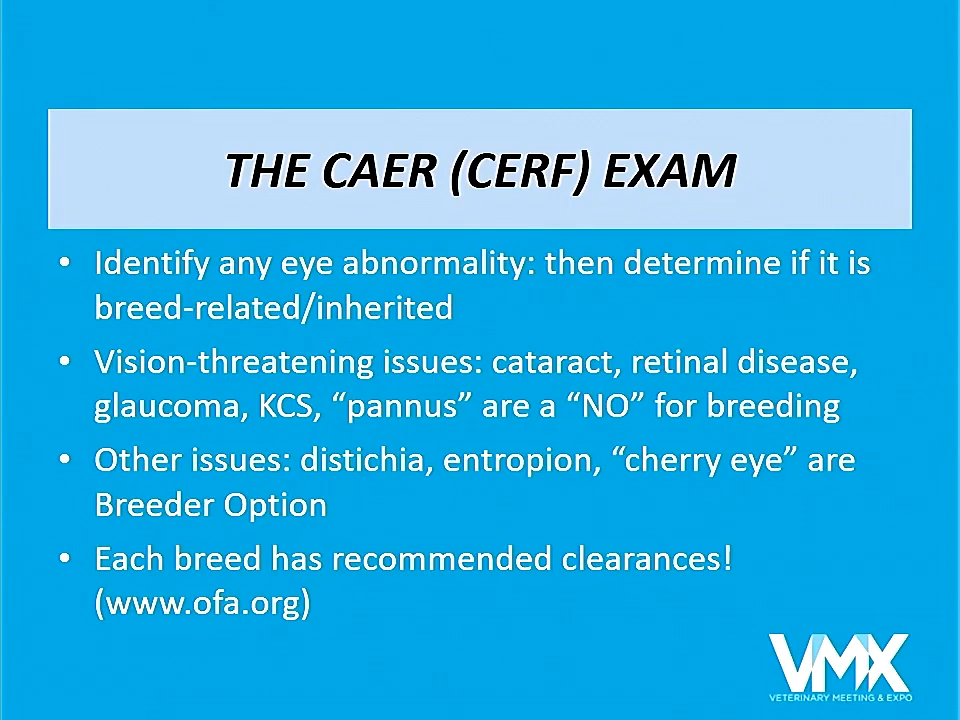 THE CAER (CERF) EXAM
• Identify any eye abnormality: then determine if it is
breed-related/inherited
• Vision-threatening issues: cataract, retinal disease,
glaucoma, KCS, “pannus” are a “NO” for breeding
• Other issues: distichia, entropion, “cherry eye” are
Breeder Option
• Each breed has recommended clearances!
(www.ofa.org)
VMX
VETERINARY MEETING & EXPO